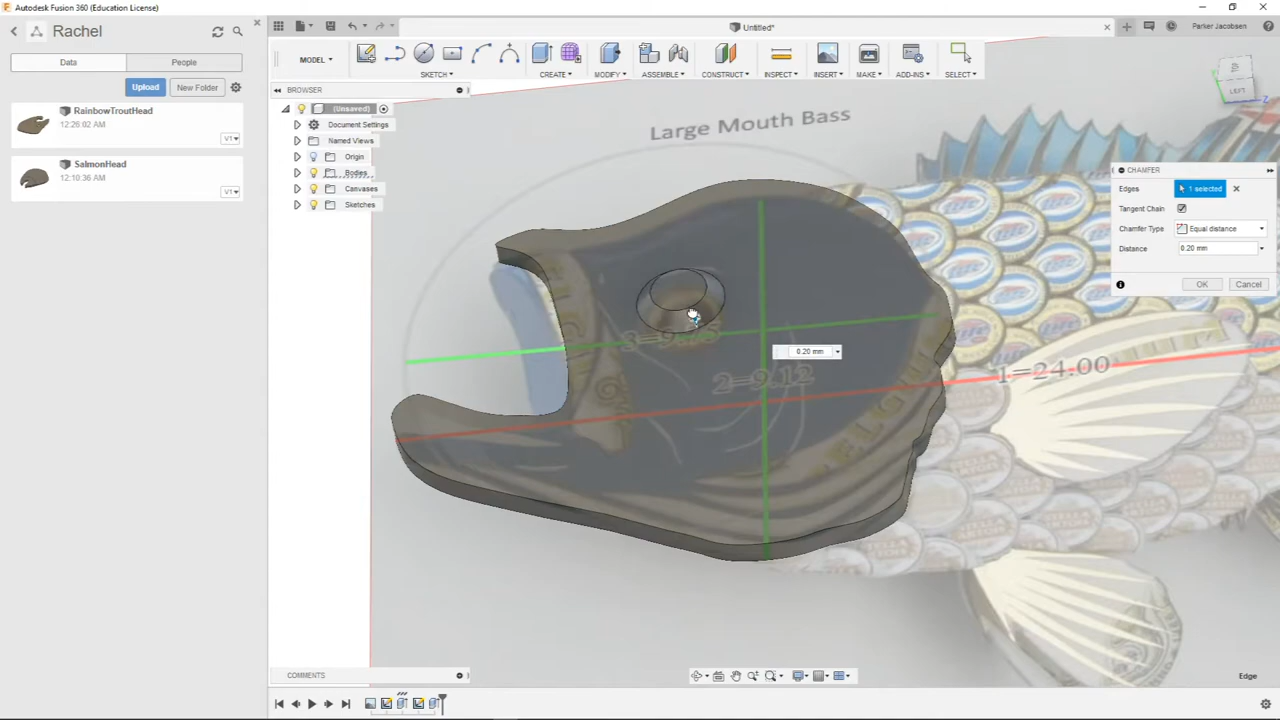 Autodesk Fusion 360 (Education License)
Rachel
Data
People
Upload
New Folder
RainbowTroutHead
12:26:02 AM
V1
SalmonHead
12:10:36 AM
V1
Untitled*
Parker Jacobsen
MODEL
SKETCH
CREATE
MODIFY
ASSEMBLE
CONSTRUCT
INSPECT
INSERT
MAKE
ADD-INS
SELECT
BROWSER
(Unsaved)
Document Settings
Named Views
Origin
Bodies
Canvases
Sketches
Large Mouth Bass
LEFT
Z
CHAMFER
Edges
1 selected
Tangent Chain
Chamfer Type
Equal distance
Distance
0.20 mm
OK
Cancel
0.20 mm
2=9.12
1=24.00
COMMENTS
Edge